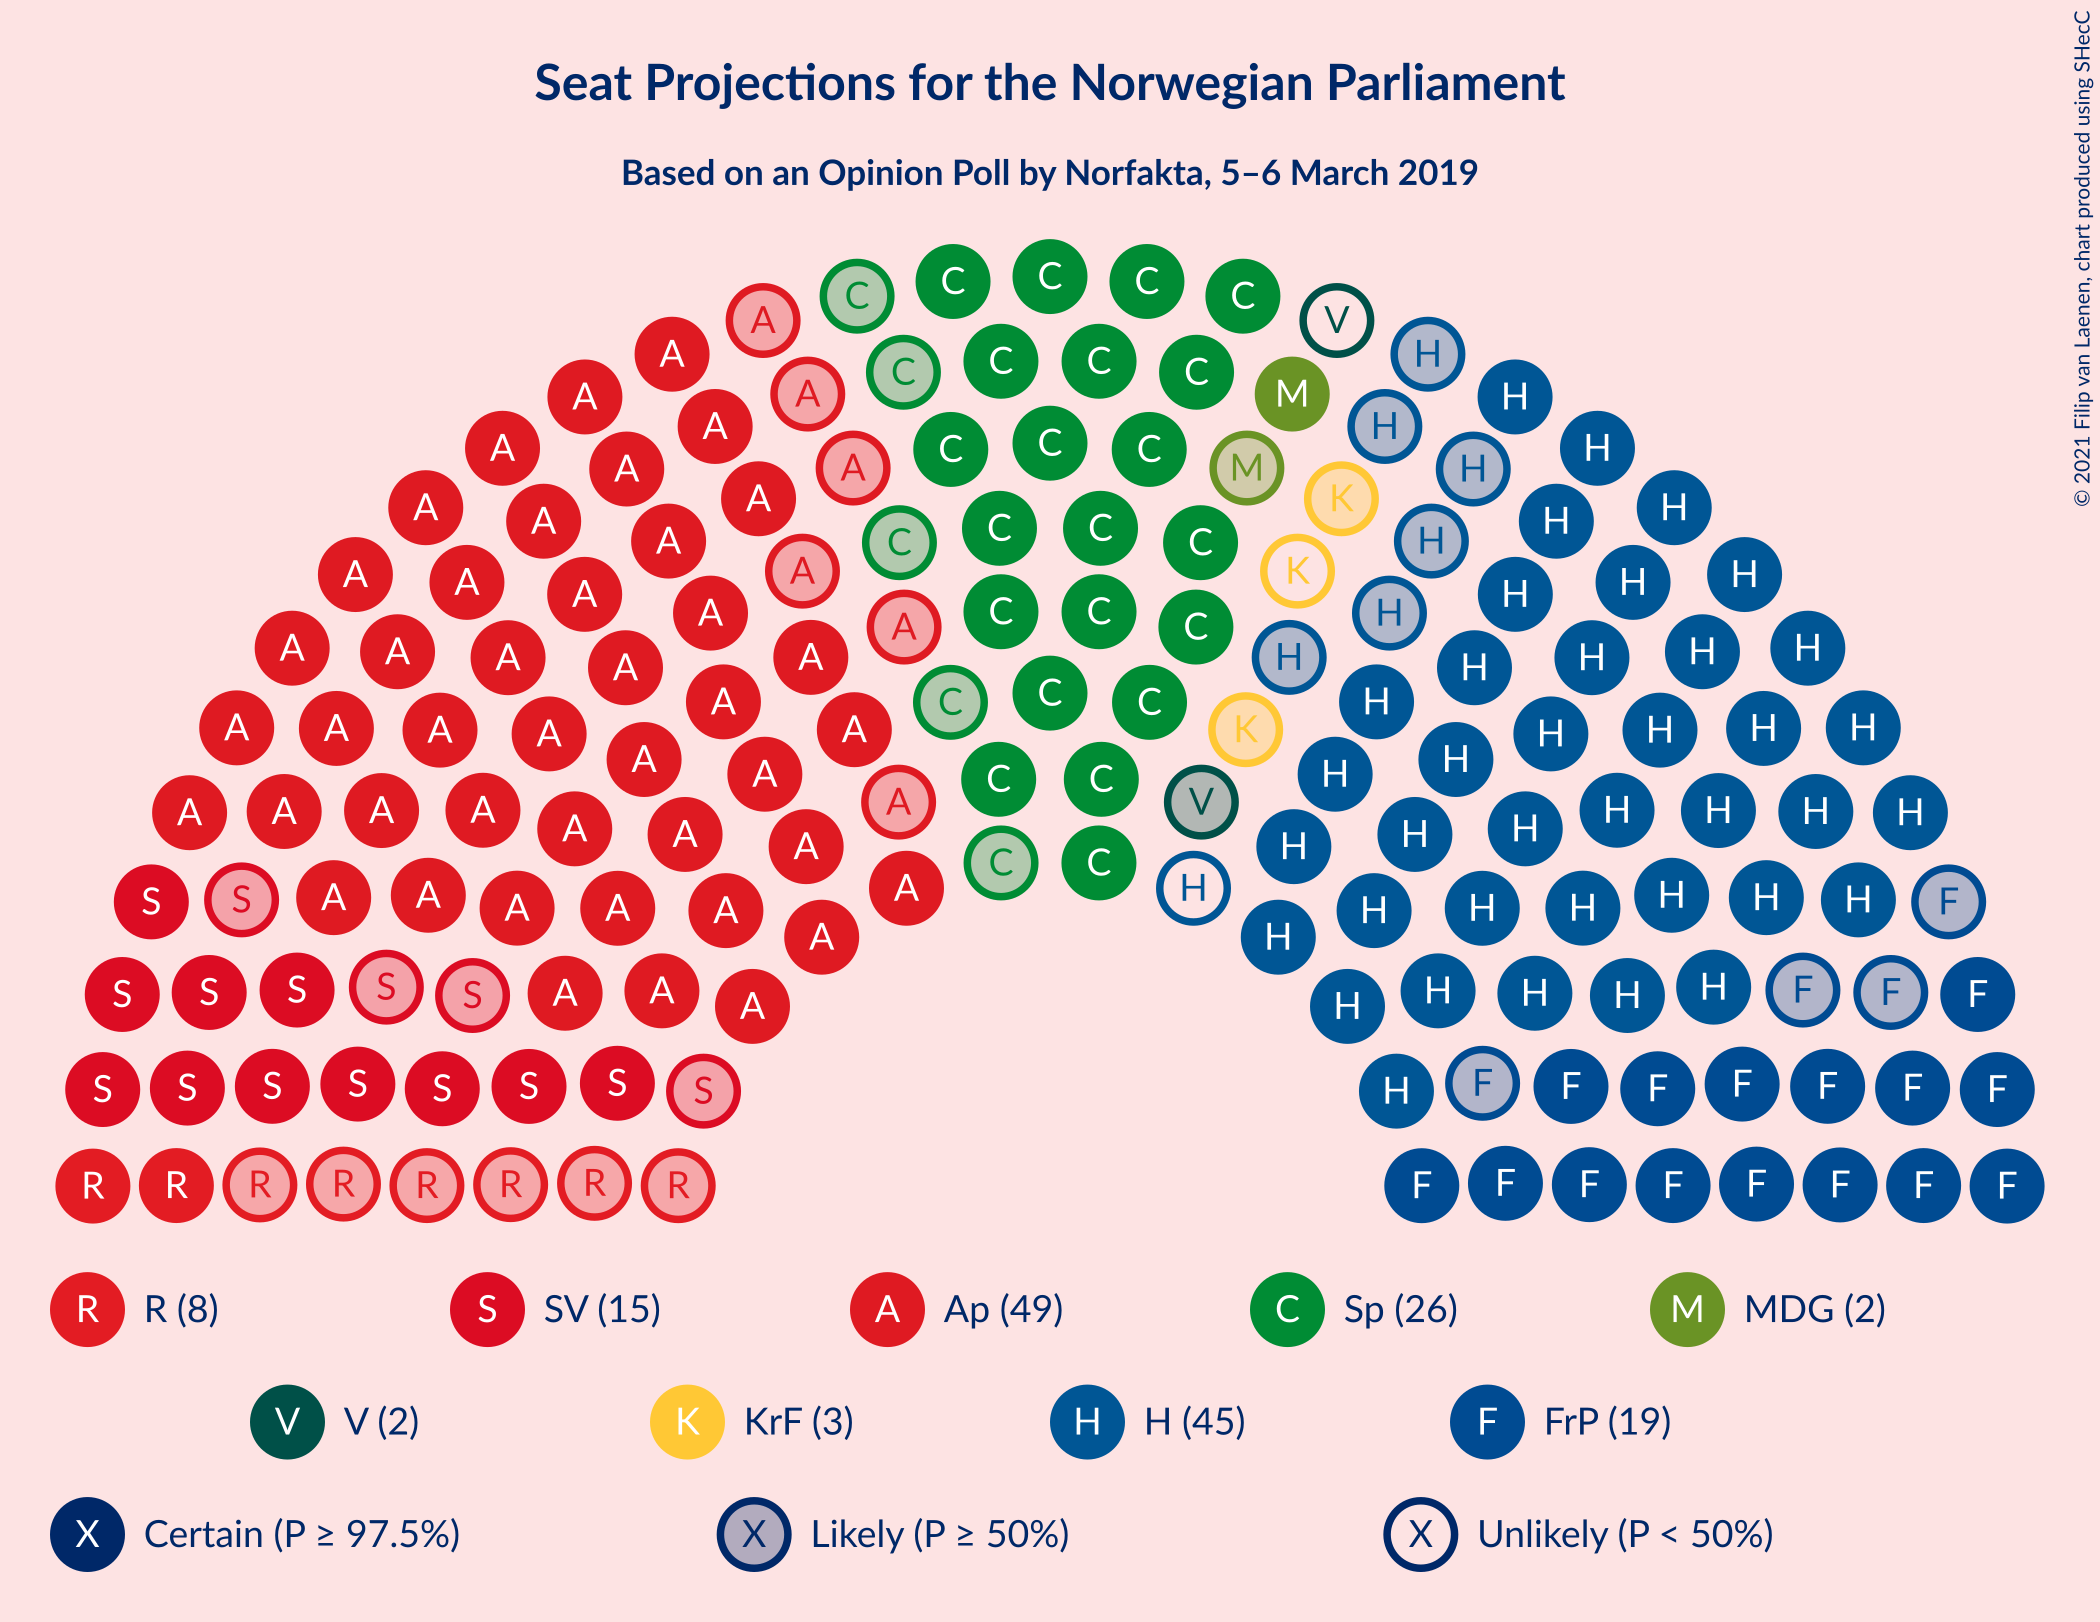 © 2021 Filip van Laenen, chart produced using SHecC
Seat Projections for the Norwegian Parliament
Based on an Opinion Poll by Norfakta, 5–6 March 2019
C C C C C
A V
A C C C C H
A A M H
A A C C C H H
A A M H
A A K H
A A C C C C H H
A A A A K H H H
A A C C C H
A A A A A H H H H H
A C C C H
A A A A A K H H H H
A A C C H H
A A A A A A A V H H H H H H
A C C H
S S A A A A A A H H H H H H H F
A H
S S S S S A A A H H H H H F F F
S S S S S S S S H F F F F F F F
R R R R R R R R F F F F F F F F
R R (8) S SV (15) A Ap (49) C Sp (26) M MDG (2)
V V (2) K KrF (3) H H (45) F FrP (19)
X Certain (P ≥ 97.5%) X Likely (P ≥ 50%) X Unlikely (P < 50%)